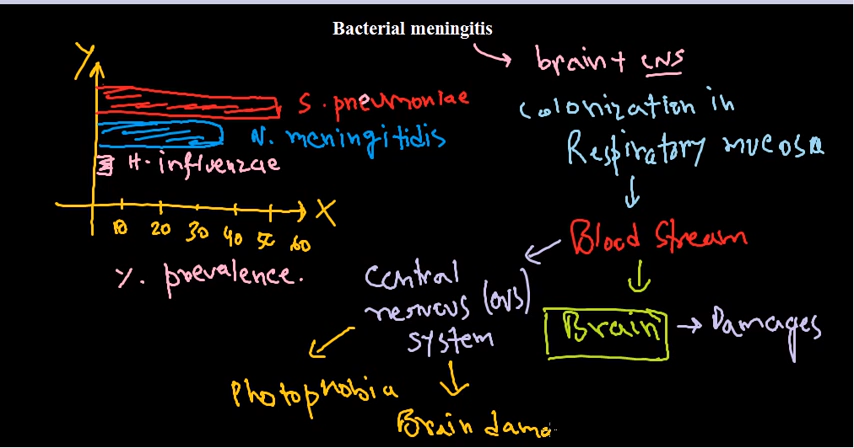 Bacterial meningitis
brain + CNS
Y
S. pneumoniae
N. meningitidis
H. influenzae
10 20 30 40 50 60
X
% prevalence.
Colonization in
Respiratory mucosa
Blood stream
Central
nervous (CNS)
system
Brain
Damages
Photophobia
Brain dama